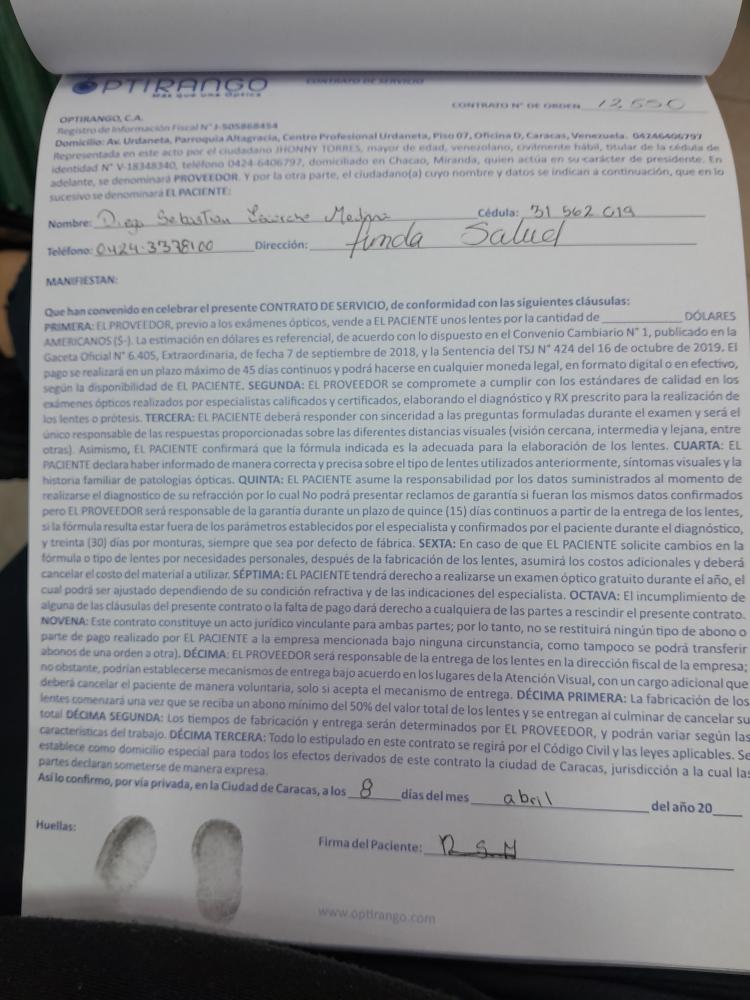 OPTIRANGO
Más que una Óptica
CONTRATO DE SERVICIO
CONTRATO N° DE ORDEN 12,550
OPTIRANGO, C.A.
Registro de Información Fiscal N° J-505868454
Domicilio: Av. Urdaneta, Parroquia Altagracia, Centro Profesional Urdaneta, Piso 07, Oficina D, Caracas, Venezuela. 04246406797
Representada en este acto por el ciudadano JHONNY TORRES, mayor de edad, venezolano, civilmente hábil, titular de la cédula de
identidad N° V-18348340, teléfono 0424-6406797, domiciliado en Chacao, Miranda, quien actúa en su carácter de presidente. En
adelante, se denominará PROVEEDOR. Y por la otra parte, el ciudadano(a) cuyo nombre y datos se indican a continuación, que en lo
sucesivo se denominará EL PACIENTE:
Nombre: Diego Sebastian Medina Cédula: 31 562 019
Teléfono: 0424-3378100 Dirección: funda Salud
MANIFIESTAN:
Que han convenido en celebrar el presente CONTRATO DE SERVICIO, de conformidad con las siguientes cláusulas:
PRIMERA: EL PROVEEDOR, previo a los exámenes ópticos, vende a EL PACIENTE unos lentes por la cantidad de ____________ DÓLARES
AMERICANOS ($-). La estimación en dólares es referencial, de acuerdo con lo dispuesto en el Convenio Cambiario N° 1, publicado en la
Gaceta Oficial N° 6.405, Extraordinaria, de fecha 7 de septiembre de 2018, y la Sentencia del TSJ N° 424 del 16 de octubre de 2019. El
pago se realizará en un plazo máximo de 45 días continuos y podrá hacerse en cualquier moneda legal, en formato digital o en efectivo,
según la disponibilidad de EL PACIENTE. SEGUNDA: EL PROVEEDOR se compromete a cumplir con los estándares de calidad en los
exámenes ópticos realizados por especialistas calificados y certificados, elaborando el diagnóstico y RX prescrito para la realización de
los lentes o prótesis. TERCERA: EL PACIENTE deberá responder con sinceridad a las preguntas formuladas durante el examen y será el
único responsable de las respuestas proporcionadas sobre las diferentes distancias visuales (visión cercana, intermedia y lejana, entre
otras). Asimismo, EL PACIENTE confirmará que la fórmula indicada es la adecuada para la elaboración de los lentes. CUARTA: EL
PACIENTE declara haber informado de manera correcta y precisa sobre el tipo de lentes utilizados anteriormente, síntomas visuales y la
historia familiar de patologías ópticas. QUINTA: EL PACIENTE asume la responsabilidad por los datos suministrados al momento de
realizarse el diagnostico de su refracción por lo cual No podrá presentar reclamos de garantía si fueran los mismos datos confirmados
pero EL PROVEEDOR será responsable de la garantía durante un plazo de quince (15) días continuos a partir de la entrega de los lentes,
si la fórmula resulta estar fuera de los parámetros establecidos por el especialista y confirmados por el paciente durante el diagnóstico,
y treinta (30) días por monturas, siempre que sea por defecto de fábrica. SEXTA: En caso de que EL PACIENTE solicite cambios en la
fórmula o tipo de lentes por necesidades personales, después de la fabricación de los lentes, asumirá los costos adicionales y deberá
cancelar el costo del material a utilizar. SÉPTIMA: EL PACIENTE tendrá derecho a realizarse un examen óptico gratuito durante el año, el
cual podrá ser ajustado dependiendo de su condición refractiva y de las indicaciones del especialista. OCTAVA: El incumplimiento de
alguna de las cláusulas del presente contrato o la falta de pago dará derecho a cualquiera de las partes a rescindir el presente contrato.
NOVENA: Este contrato constituye un acto jurídico vinculante para ambas partes; por lo tanto, no se restituirá ningún tipo de abono o
parte de pago realizado por EL PACIENTE a la empresa mencionada bajo ninguna circunstancia, como tampoco se podrá transferir
abonos de una orden a otra). DÉCIMA: EL PROVEEDOR será responsable de la entrega de los lentes en la dirección fiscal de la empresa;
no obstante, podrían establecerse mecanismos de entrega bajo acuerdo en los lugares de la Atención Visual, con un cargo adicional que
deberá cancelar el paciente de manera voluntaria, solo si acepta el mecanismo de entrega. DÉCIMA PRIMERA: La fabricación de los
lentes comenzará una vez que se reciba un abono mínimo del 50% del valor total de los lentes y se entregan al culminar de cancelar su
total DÉCIMA SEGUNDA: Los tiempos de fabricación y entrega serán determinados por EL PROVEEDOR, y podrán variar según las
características del trabajo. DÉCIMA TERCERA: Todo lo estipulado en este contrato se regirá por el Código Civil y las leyes aplicables. Se
establece como domicilio especial para todos los efectos derivados de este contrato la ciudad de Caracas, jurisdicción a la cual las
partes declaran someterse de manera expresa.
Así lo confirmo, por vía privada, en la Ciudad de Caracas, a los 8 días del mes abril del año 20____
Huellas:
Firma del Paciente: D S M
www.optirango.com